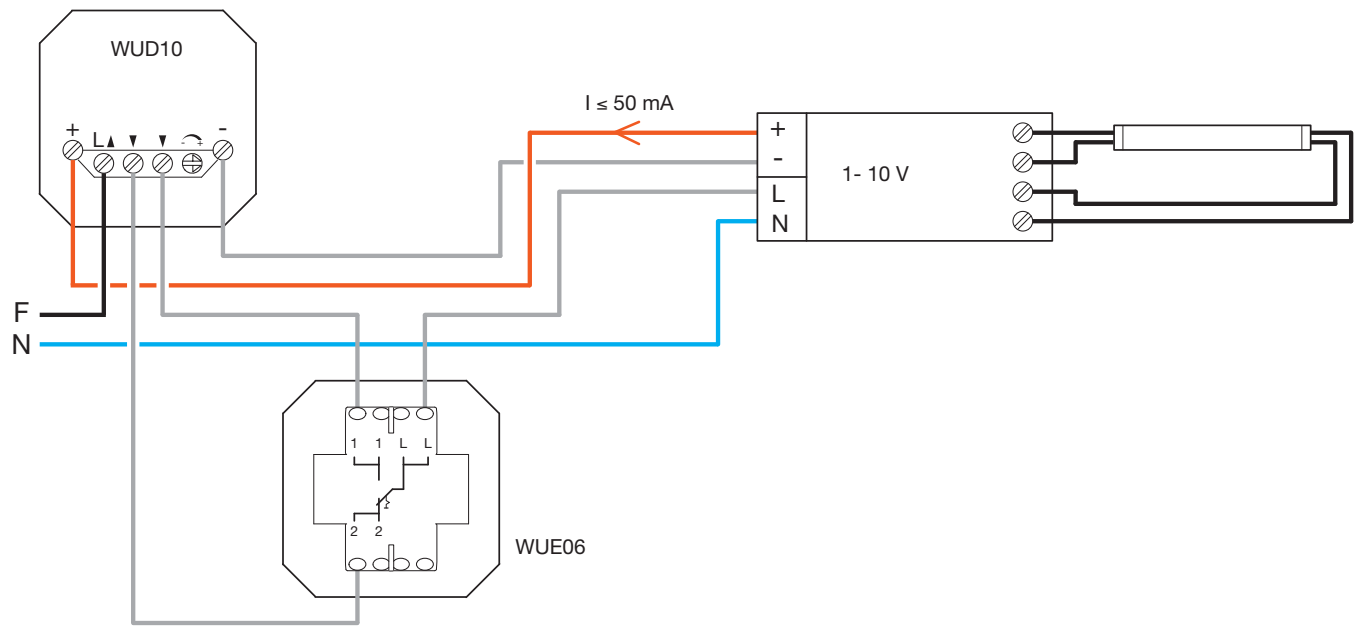 WUD10
I ≤ 50 mA
+ L ▲ ▼ ▼ - + -
+
-
L
N
1- 10 V
F
N
1 1 L L
2 2
WUE06